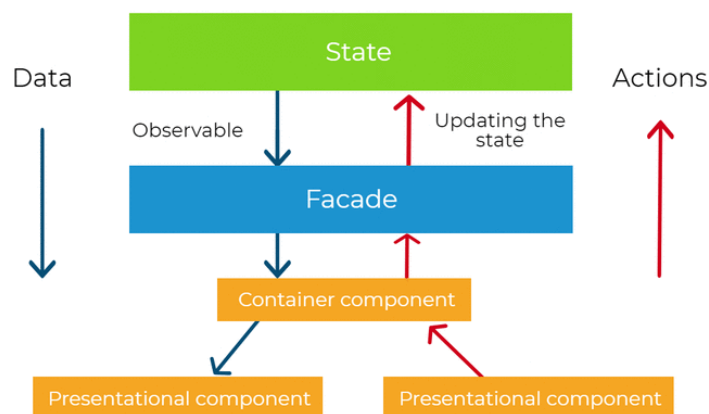 State
Data
Actions
Observable
Updating the
state
Facade
Container component
Presentational component
Presentational component